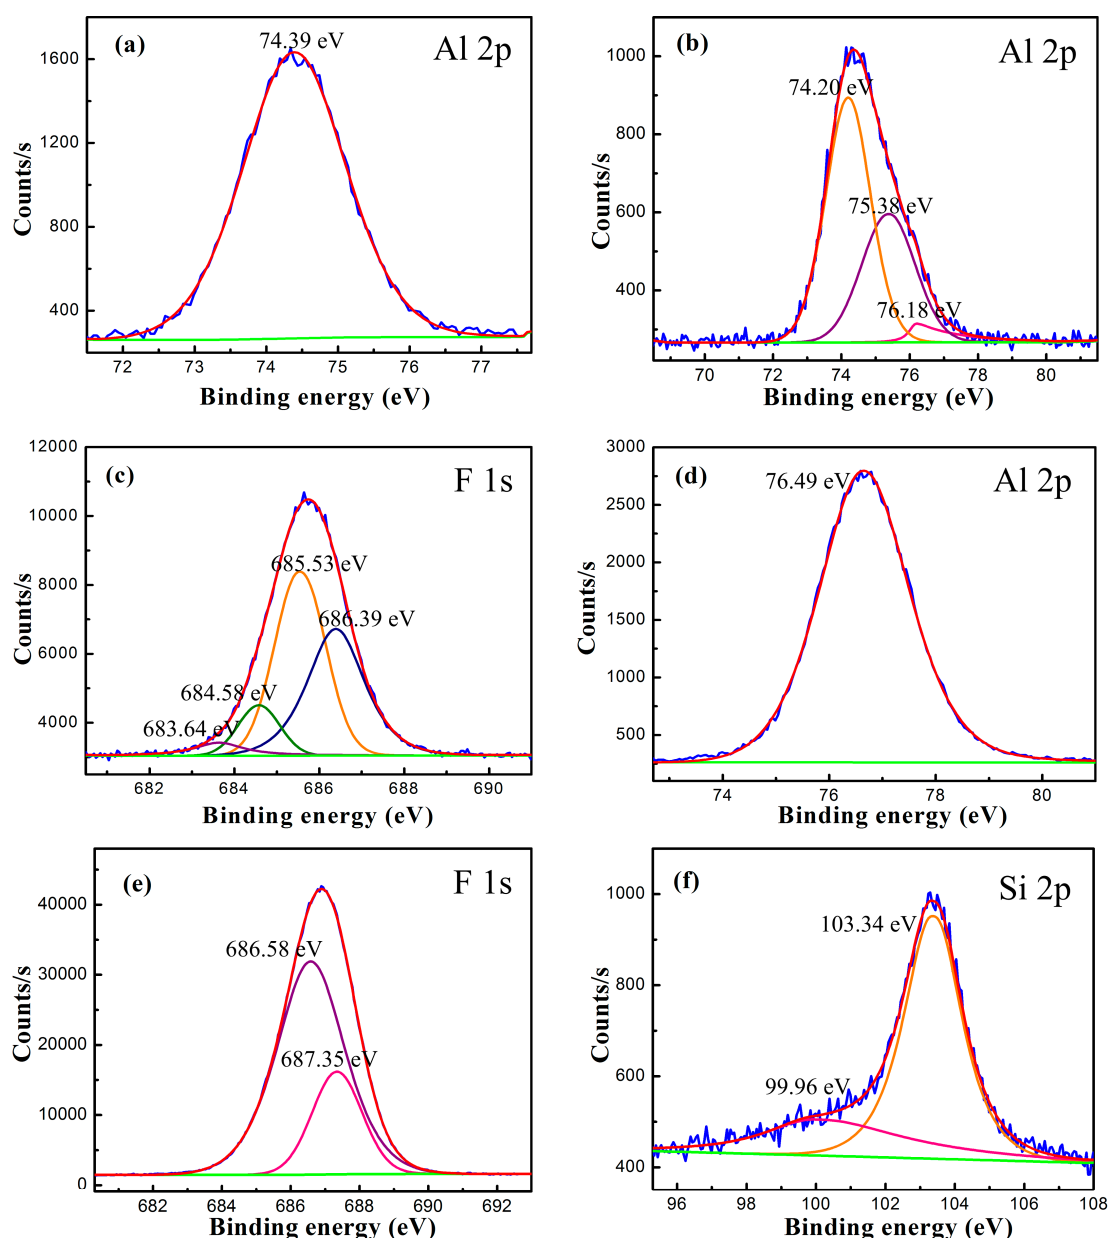 (a)
74.39 eV
Al 2p
1600
1200
800
400
Counts/s
72
73
74
75
76
77
Binding energy (eV)
(b)
Al 2p
74.20 eV
75.38 eV
76.18 eV
1000
800
600
400
Counts/s
70
72
74
76
78
80
Binding energy (eV)
(c)
F 1s
685.53 eV
686.39 eV
684.58 eV
683.64 eV
12000
10000
8000
6000
4000
Counts/s
682
684
686
688
690
Binding energy (eV)
(d)
76.49 eV
Al 2p
3000
2500
2000
1500
1000
500
Counts/s
74
76
78
80
Binding energy (eV)
(e)
F 1s
686.58 eV
687.35 eV
40000
30000
20000
10000
0
Counts/s
682
684
686
688
690
692
Binding energy (eV)
(f)
Si 2p
103.34 eV
99.96 eV
1000
800
600
400
Counts/s
96
98
100
102
104
106
108
Binding energy (eV)